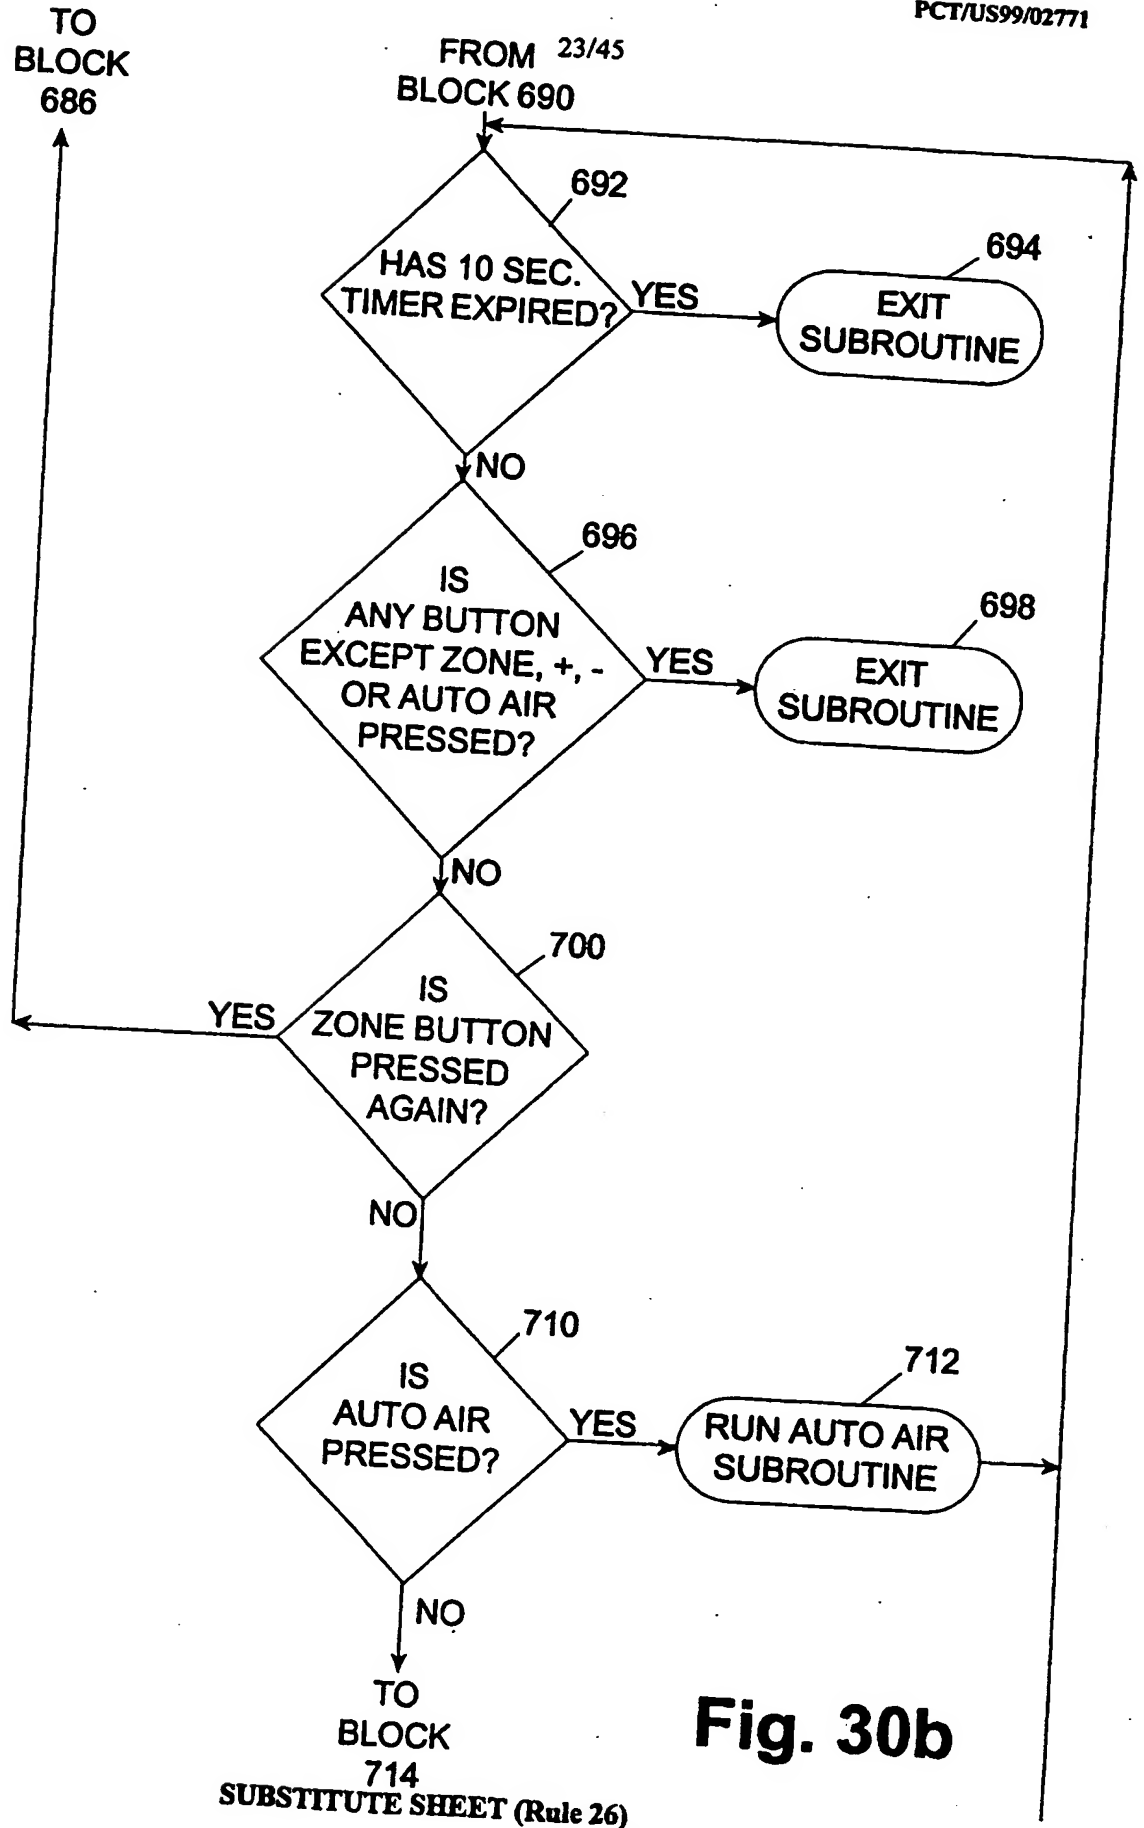 PCT/US99/02771
TO
BLOCK
686
23/45
FROM
BLOCK 690
692
HAS 10 SEC.
TIMER EXPIRED?
YES
694
EXIT
SUBROUTINE
NO
696
IS
ANY BUTTON
EXCEPT ZONE, +, -
OR AUTO AIR
PRESSED?
YES
698
EXIT
SUBROUTINE
NO
700
IS
ZONE BUTTON
PRESSED
AGAIN?
YES
NO
710
IS
AUTO AIR
PRESSED?
YES
712
RUN AUTO AIR
SUBROUTINE
NO
TO
BLOCK
714
Fig. 30b
SUBSTITUTE SHEET (Rule 26)